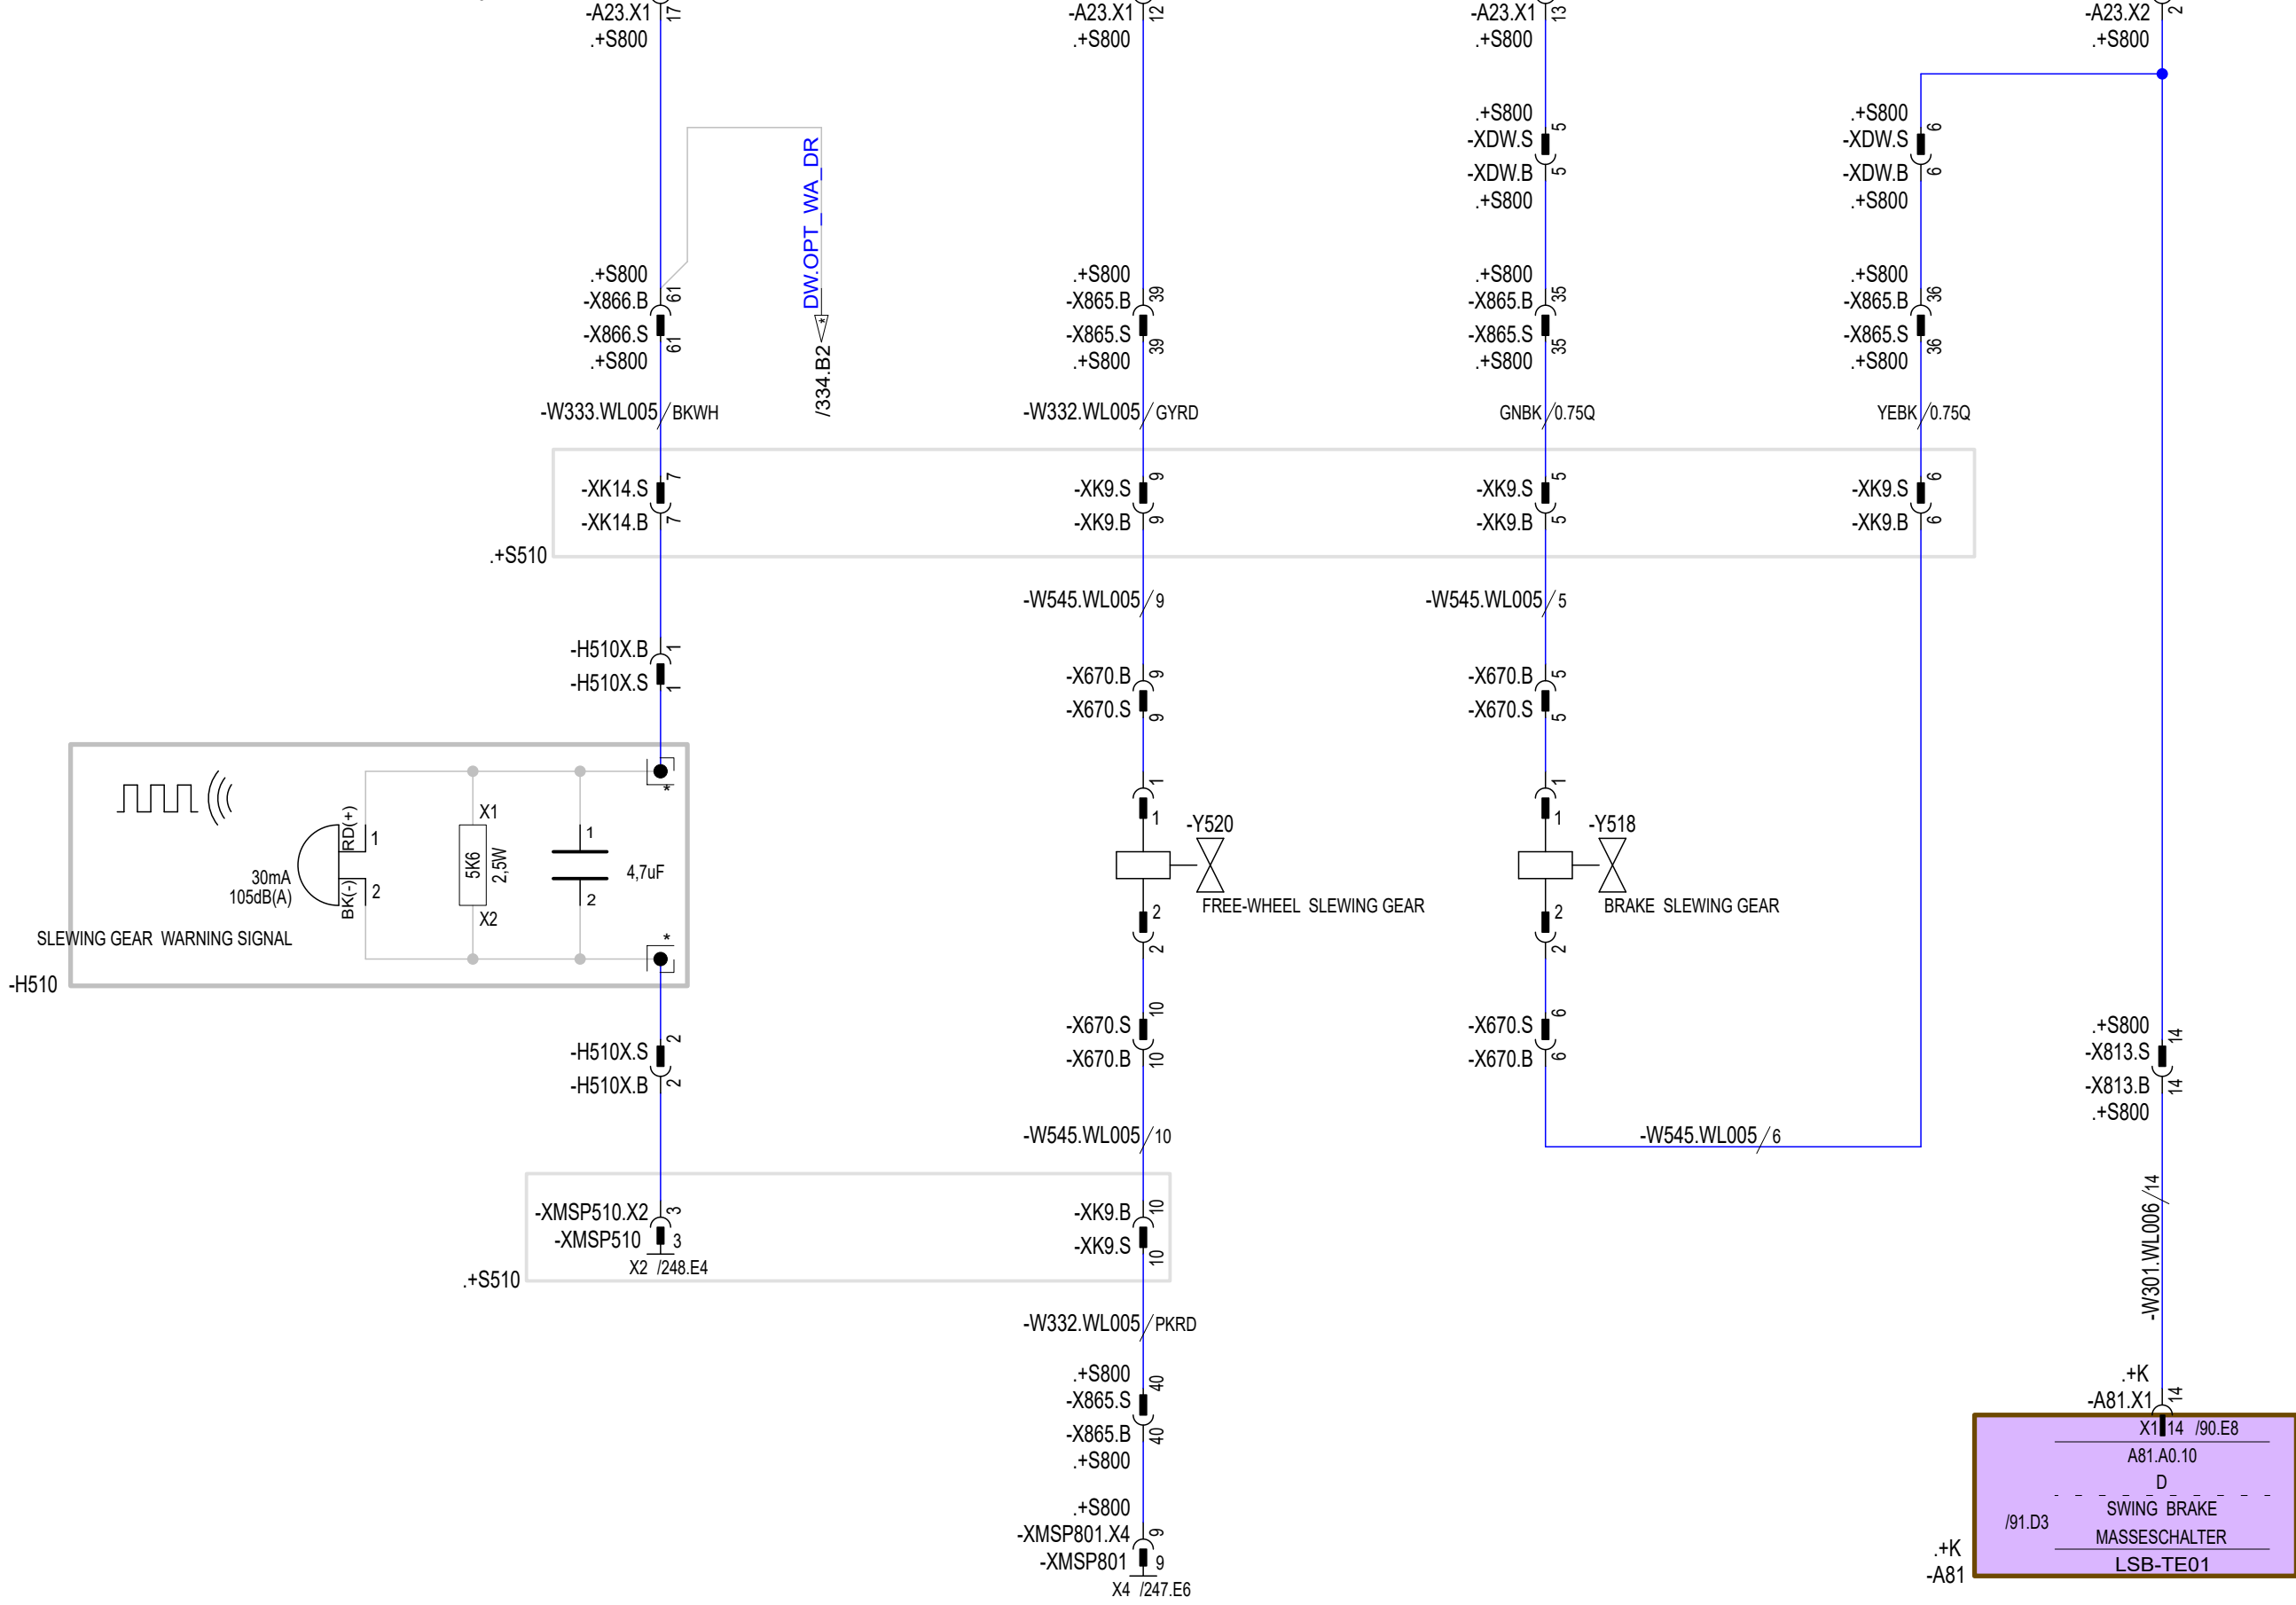 -A23.X1 17
.+S800
-A23.X1 12
.+S800
-A23.X1 13
.+S800
-A23.X2 2
.+S800
.+S800
-XDW.S 5
-XDW.B 5
.+S800
.+S800
-XDW.S 6
-XDW.B 6
.+S800
DW.OPT_WA_DR
*
/334.B2
.+S800
-X866.B 61
-X866.S 61
.+S800
.+S800
-X865.B 39
-X865.S 39
.+S800
.+S800
-X865.B 35
-X865.S 35
.+S800
.+S800
-X865.B 36
-X865.S 36
.+S800
-W333.WL005 BKWH
-W332.WL005 GYRD
GNBK 0.75Q
YEBK 0.75Q
-XK14.S 7
-XK14.B 7
-XK9.S 9
-XK9.B 9
-XK9.S 5
-XK9.B 5
-XK9.S 6
-XK9.B 6
.+S510
-W545.WL005 9
-W545.WL005 5
-H510X.B 1
-H510X.S 1
-X670.B 9
-X670.S 9
-X670.B 5
-X670.S 5
*
RD(+) 1
BK(-) 2
30mA
105dB(A)
X1
5K6
2,5W
X2
1
4,7uF
2
*
SLEWING GEAR WARNING SIGNAL
-H510
1
1
-Y520
FREE-WHEEL SLEWING GEAR
2
2
1
1
-Y518
BRAKE SLEWING GEAR
2
2
-H510X.S 2
-H510X.B 2
-X670.S 10
-X670.B 10
-X670.S 6
-X670.B 6
.+S800
-X813.S 14
-X813.B 14
.+S800
-W545.WL005 10
-W545.WL005 6
-W301.WL006 14
-XMSP510.X2 3
-XMSP510 3
X2 /248.E4
-XK9.B 10
-XK9.S 10
.+S510
-W332.WL005 PKRD
.+S800
-X865.S 40
-X865.B 40
.+S800
.+S800
-XMSP801.X4 9
-XMSP801 9
X4 /247.E6
.+K
-A81.X1 14
X1 14 /90.E8
A81.A0.10
D
SWING BRAKE
/91.D3
MASSESCHALTER
LSB-TE01
.+K
-A81